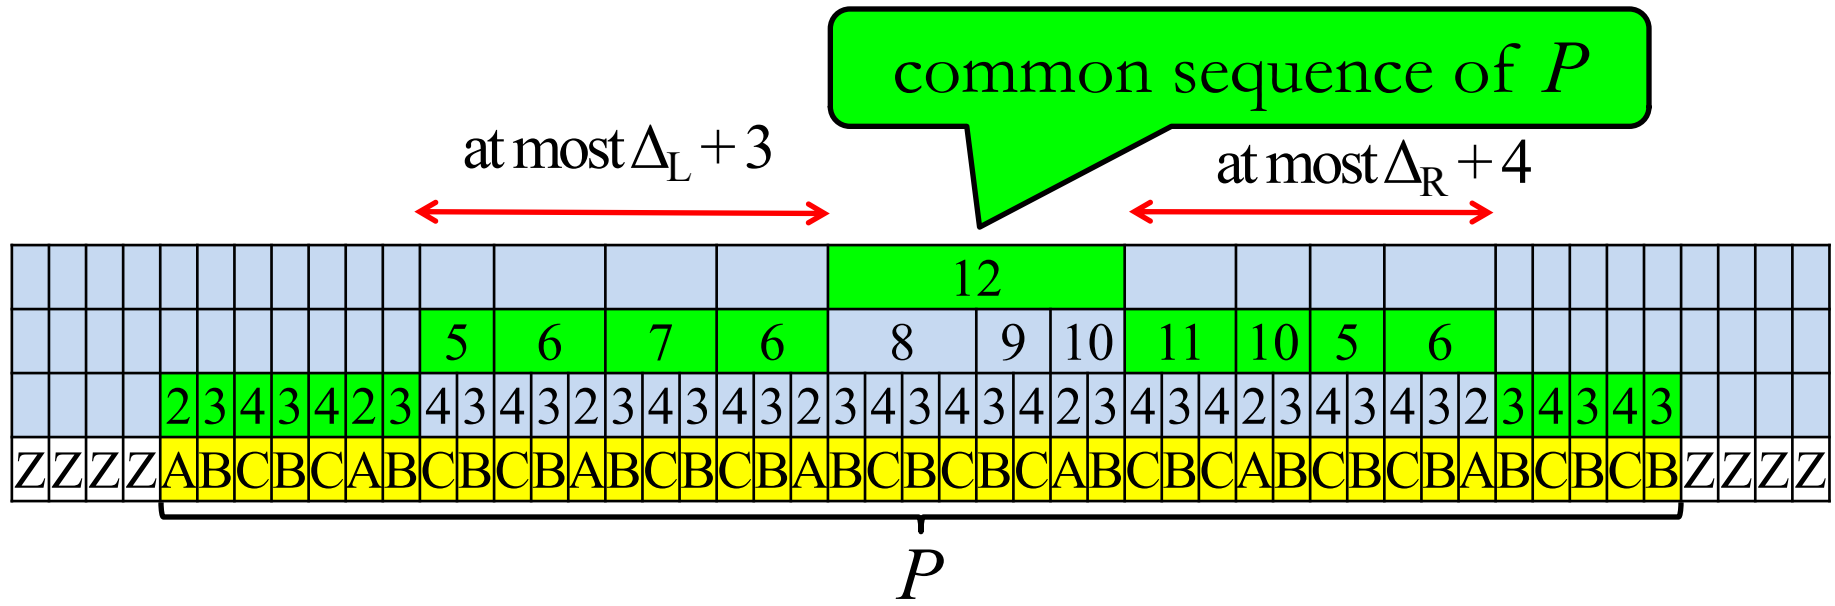 common sequence of P
at most ΔL + 3
at most ΔR + 4
12
5 6 7 6 8 9 10 11 10 5 6
2 3 4 3 4 2 3 4 3 4 3 2 3 4 3 4 3 2 3 4 3 4 3 4 2 3 4 3 4 2 3 4 3 4 3 2 3 4 3 4 3
Z Z Z Z A B C B C A B C B C B A B C B C B A B C B C B C A B C B C A B C B C B A B C B C B Z Z Z Z
P